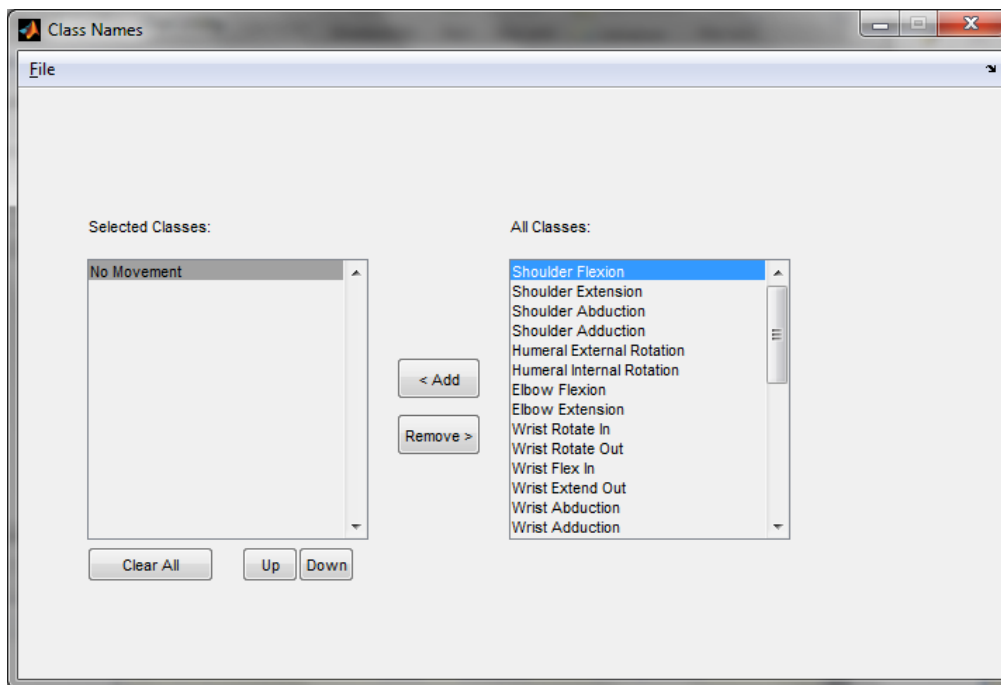 Class Names
File
Selected Classes:
All Classes:
No Movement
Shoulder Flexion
Shoulder Extension
Shoulder Abduction
Shoulder Adduction
Humeral External Rotation
Humeral Internal Rotation
Elbow Flexion
Elbow Extension
Wrist Rotate In
Wrist Rotate Out
Wrist Flex In
Wrist Extend Out
Wrist Abduction
Wrist Adduction
< Add
Remove >
Clear All
Up
Down